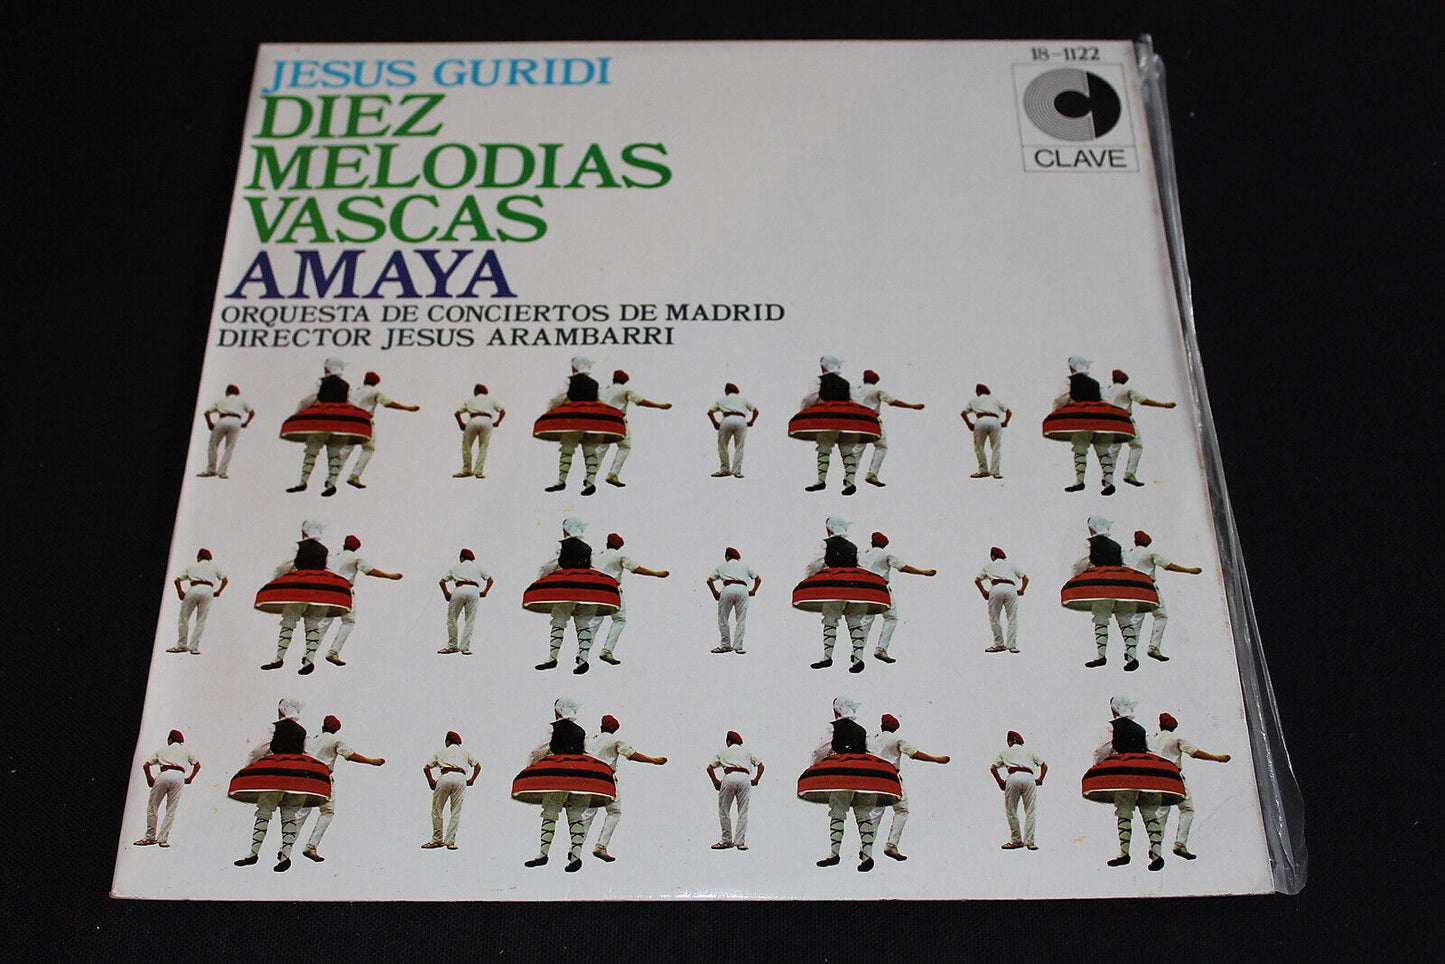 JESUS GURIDI
DIEZ
MELODIAS
VASCAS
AMAYA
ORQUESTA DE CONCIERTOS DE MADRID
DIRECTOR JESUS ARAMBARRI
18-1122
CLAVE